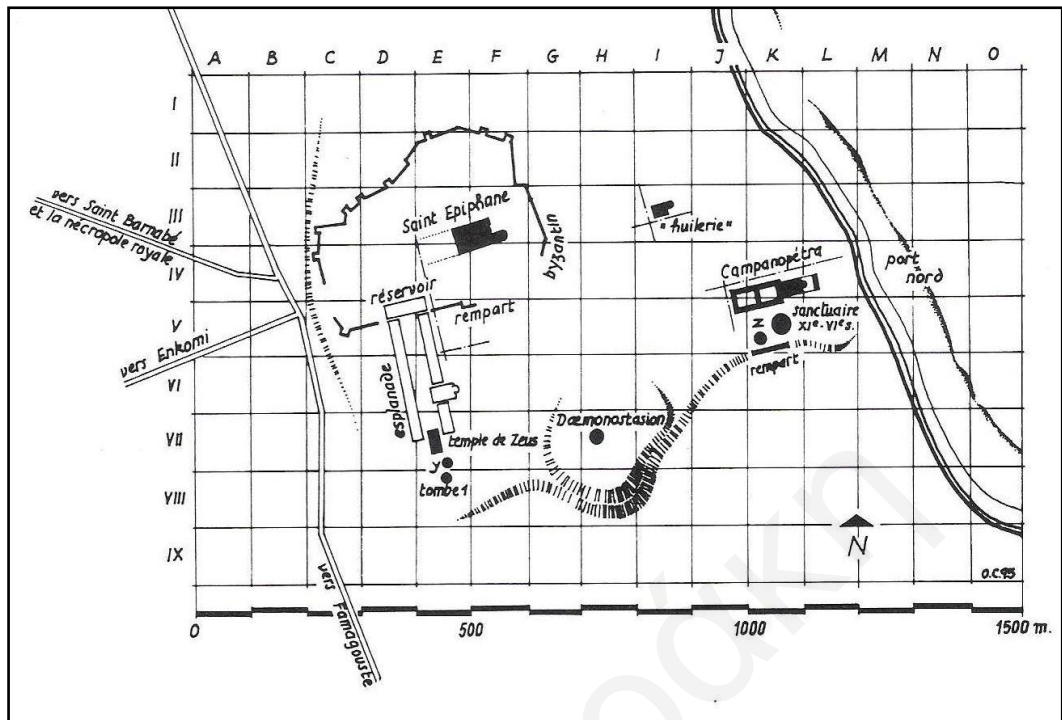 A B C D E F G H I J K L M N O
I
II
III
IV
V
VI
VII
VIII
IX
vers Saint Barnabé
et la nécropole royale
vers Enkomi
vers Famagouste
Saint Epiphane
byzantin
réservoir
rempart
esplanade
temple de Zeus
y
tombe 1
"huilerie"
Campanopétra
Z
sanctuaire
XIe-VIe s.
rempart
Daemonostasion
port
nord
N
O.C.95
0 500 1000 1500 m.